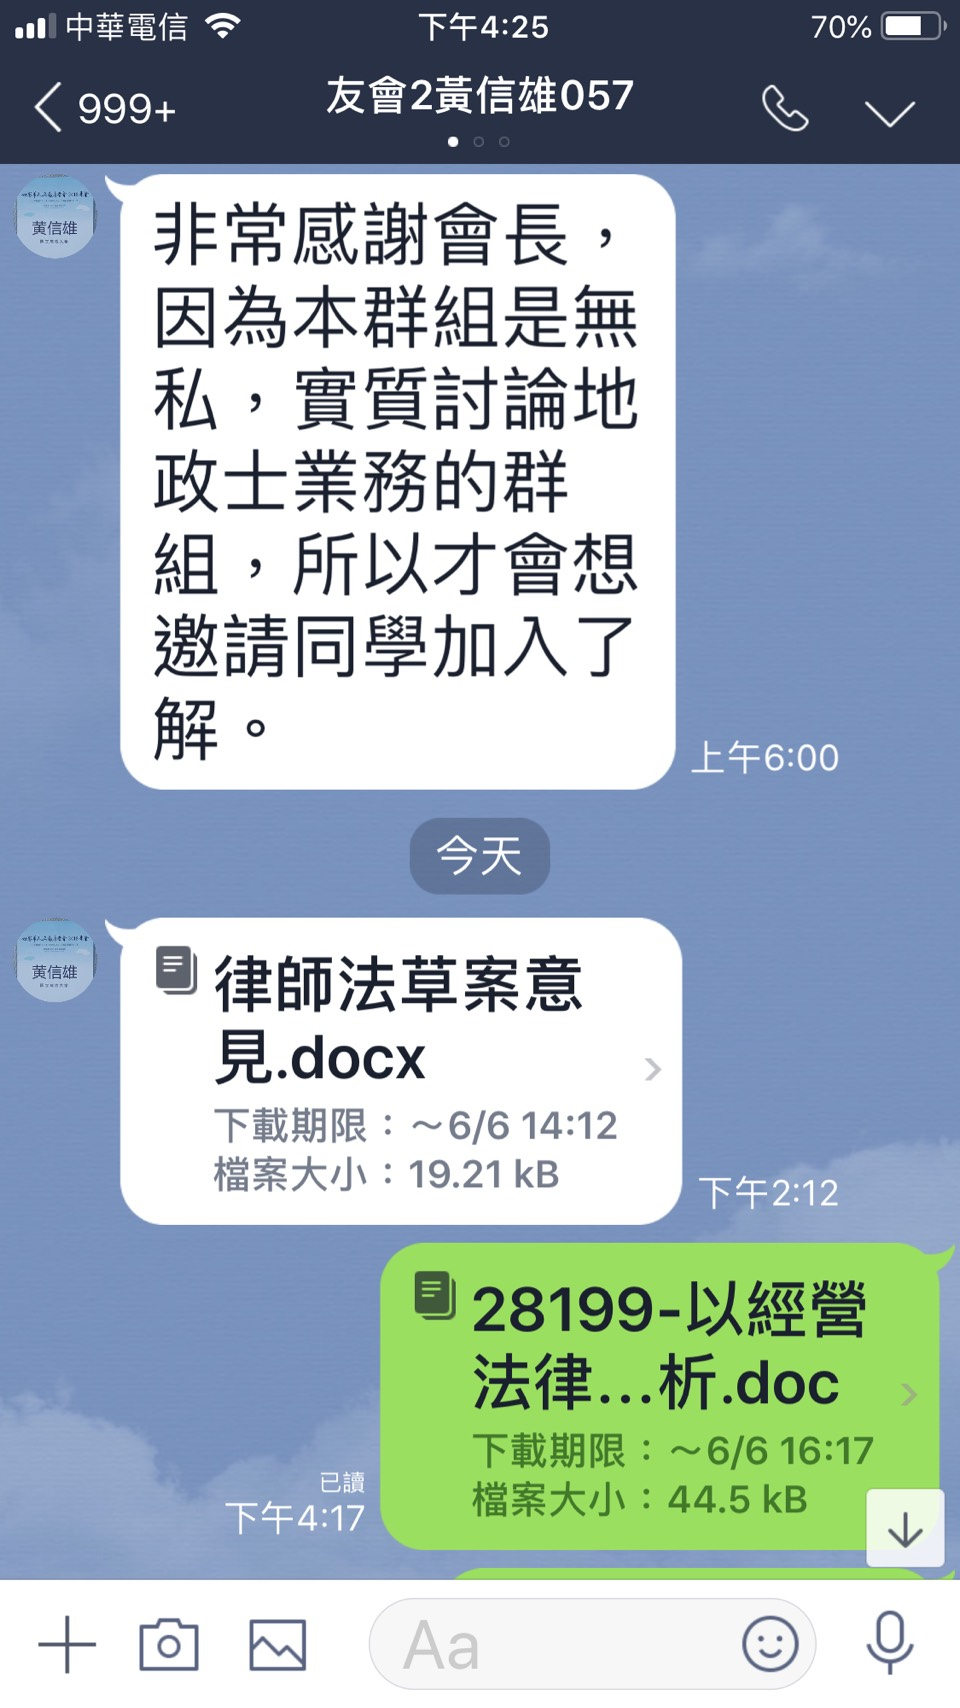 中華電信 下午4:25 70%
999+ 友會2黃信雄057
黃信雄
非常感謝會長，
因為本群組是無
私，實質討論地
政士業務的群
組，所以才會想
邀請同學加入了
解。
上午6:00
今天
黃信雄
律師法草案意
見.docx
下載期限：～6/6 14:12
檔案大小：19.21 kB
下午2:12
28199-以經營
法律...析.doc
下載期限：～6/6 16:17
檔案大小：44.5 kB
已讀
下午4:17
Aa